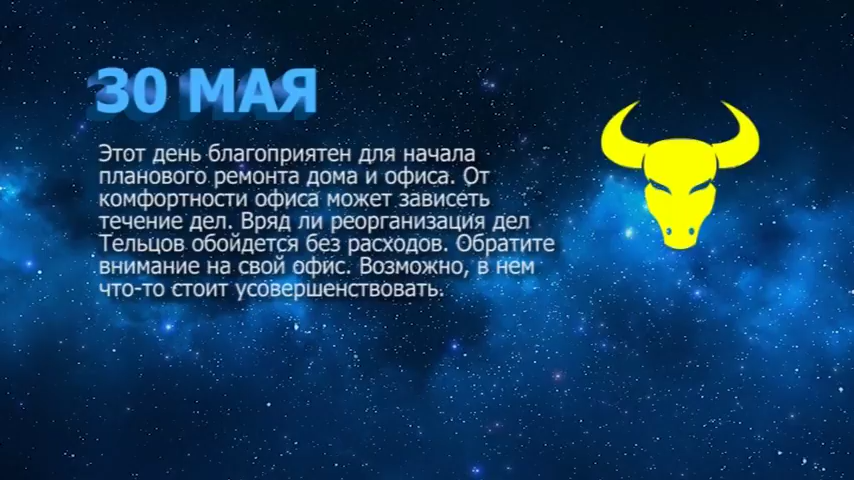 30 МАЯ
Этот день благоприятен для начала
планового ремонта дома и офиса. От
комфортности офиса может зависеть
течение дел. Вряд ли реорганизация дел
Тельцов обойдется без расходов. Обратите
внимание на свой офис. Возможно, в нем
что-то стоит усовершенствовать.